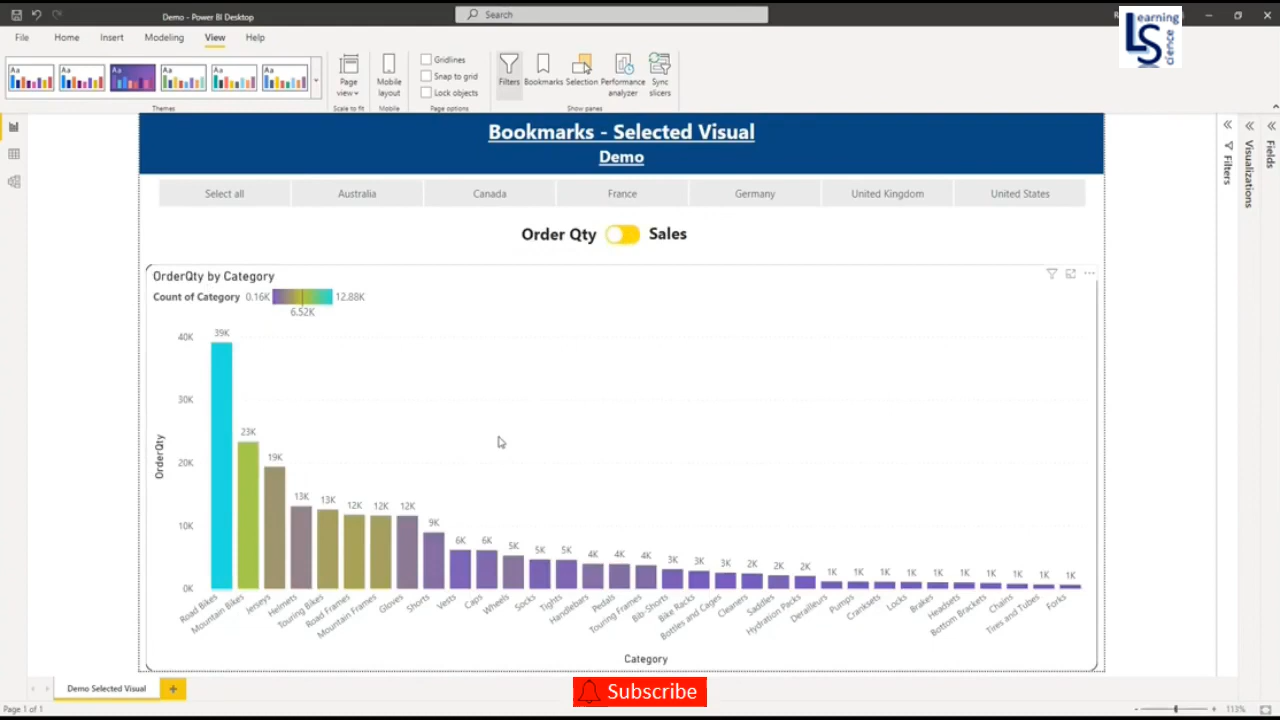 Demo - Power BI Desktop
Search
Learning
Science
File Home Insert Modeling View Help
Aa Aa Aa Aa Aa Aa
Page view
Mobile layout
Gridlines
Snap to grid
Lock objects
Filters
Bookmarks
Selection
Performance analyzer
Sync slicers
Themes
Scale to fit
Mobile
Page options
Show panes
Bookmarks - Selected Visual
Demo
Select all Australia Canada France Germany United Kingdom United States
Order Qty Sales
Filters
Visualizations
Fields
OrderQty by Category
Count of Category 0.16K 12.88K
6.52K
40K
30K
20K
10K
0K
OrderQty
39K 23K 19K 13K 13K 12K 12K 12K 9K 6K 6K 5K 5K 5K 4K 4K 4K 3K 3K 3K 2K 2K 2K 1K 1K 1K 1K 1K 1K 1K 1K 1K 1K
Road Bikes
Mountain Bikes
Jerseys
Helmets
Touring Bikes
Road Frames
Mountain Frames
Gloves
Shorts
Vests
Caps
Wheels
Socks
Tights
Handlebars
Pedals
Touring Frames
Bib-Shorts
Bike Racks
Bottles and Cages
Cleaners
Saddles
Hydration Packs
Derailleurs
Pumps
Cranksets
Locks
Brakes
Headsets
Bottom Brackets
Chains
Tires and Tubes
Forks
Category
Demo Selected Visual
Subscribe
Page 1 of 1
113%